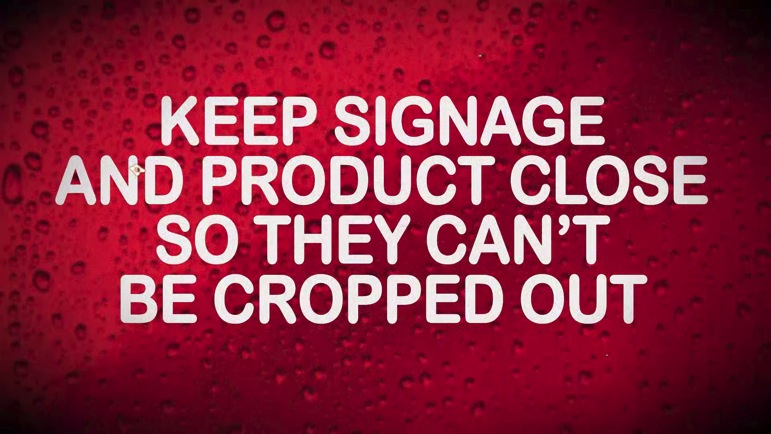 KEEP SIGNAGE
AND PRODUCT CLOSE
SO THEY CAN’T
BE CROPPED OUT